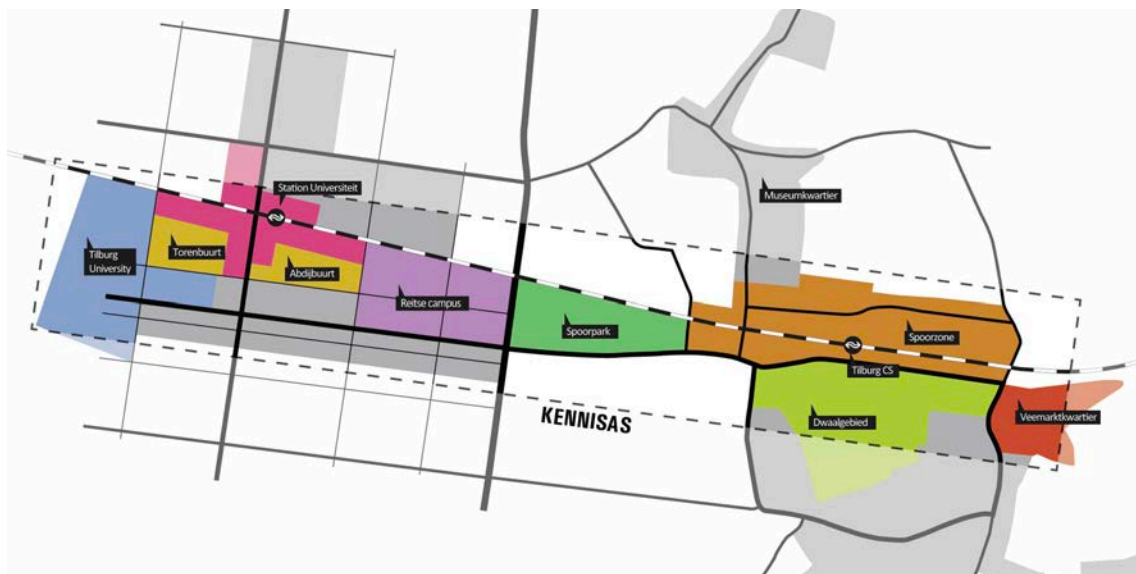 Station Universiteit
Museumkwartier
Torenbuurt
Tilburg
University
Abdijbuurt
Reitse campus
Spoorpark
Spoorzone
Tilburg CS
KENNISAS
Dwaalgebied
Veemarktkwartier